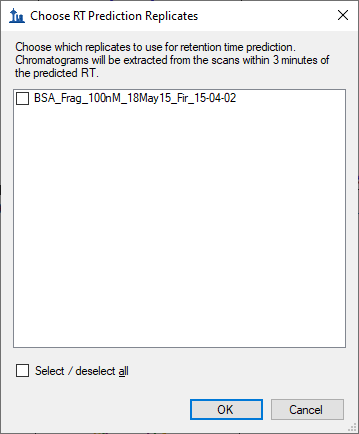 Choose RT Prediction Replicates
Choose which replicates to use for retention time prediction.
Chromatograms will be extracted from the scans within 3 minutes of
the predicted RT.
BSA_Frag_100nM_18May15_Fir_15-04-02
Select / deselect all
OK
Cancel